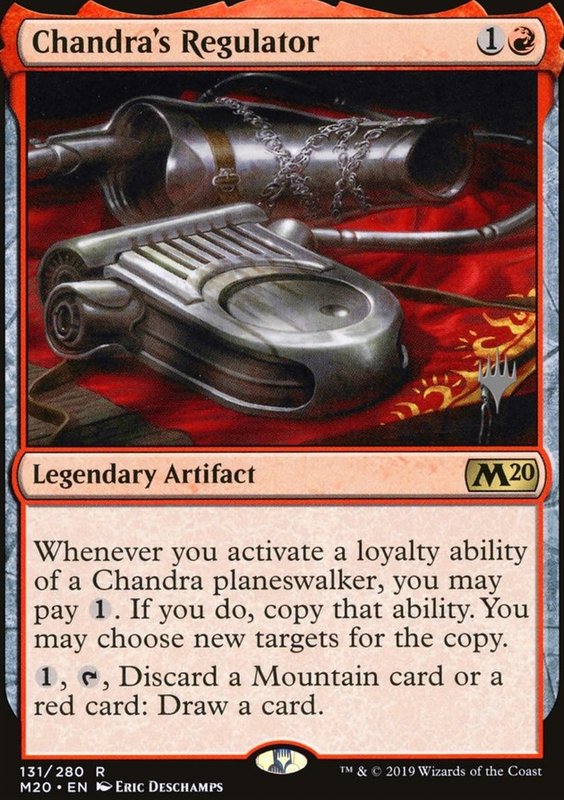 Chandra's Regulator 1
Legendary Artifact M20
Whenever you activate a loyalty ability
of a Chandra planeswalker, you may
pay 1. If you do, copy that ability. You
may choose new targets for the copy.
1, , Discard a Mountain card or a
red card: Draw a card.
131/280 R
M20 • EN Eric Deschamps
™ & © 2019 Wizards of the Coast